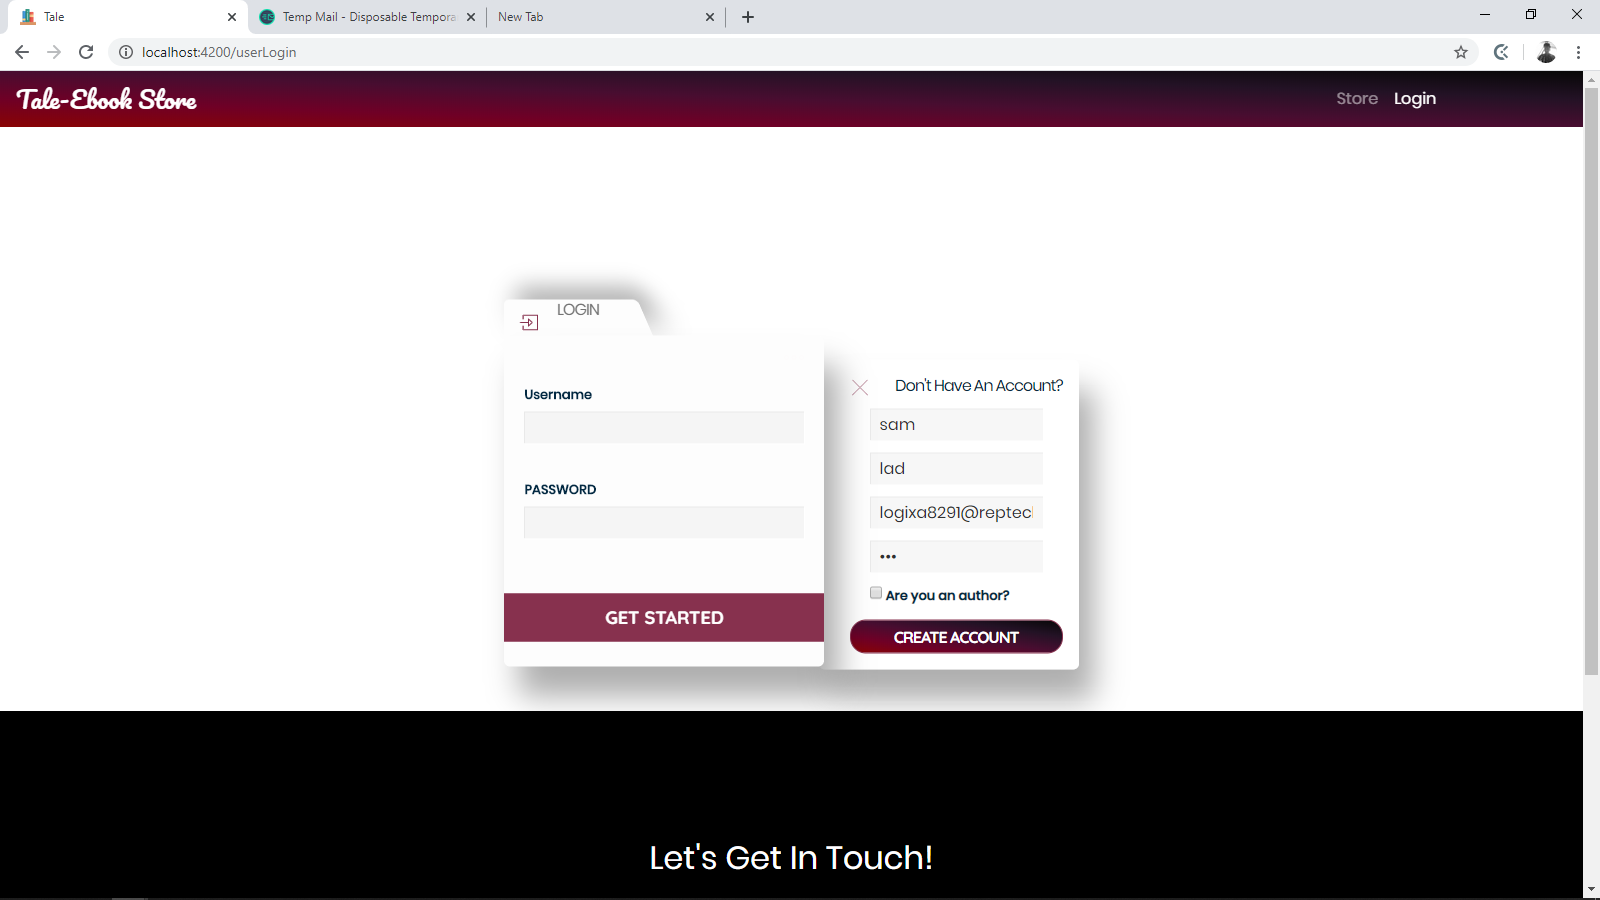 Tale
Temp Mail - Disposable Tempora
New Tab
localhost:4200/userLogin
Tale-Ebook Store
Store
Login
LOGIN
Username
PASSWORD
GET STARTED
Don't Have An Account?
sam
lad
logixa8291@reptec
•••
Are you an author?
CREATE ACCOUNT
Let's Get In Touch!